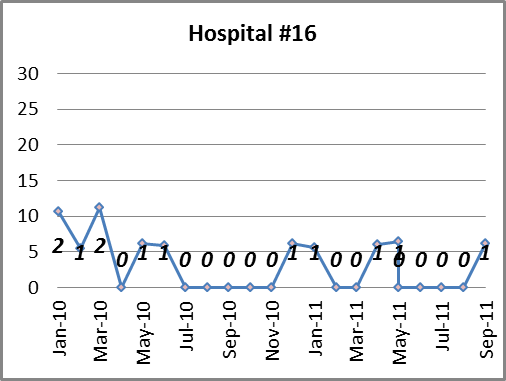 Hospital #16
30
25
20
15
10
5
0
2 1 2 0 1 1 0 0 0 0 0 1 1 0 0 1 1 0 0 0 0 1
Jan-10 Mar-10 May-10 Jul-10 Sep-10 Nov-10 Jan-11 Mar-11 May-11 Jul-11 Sep-11